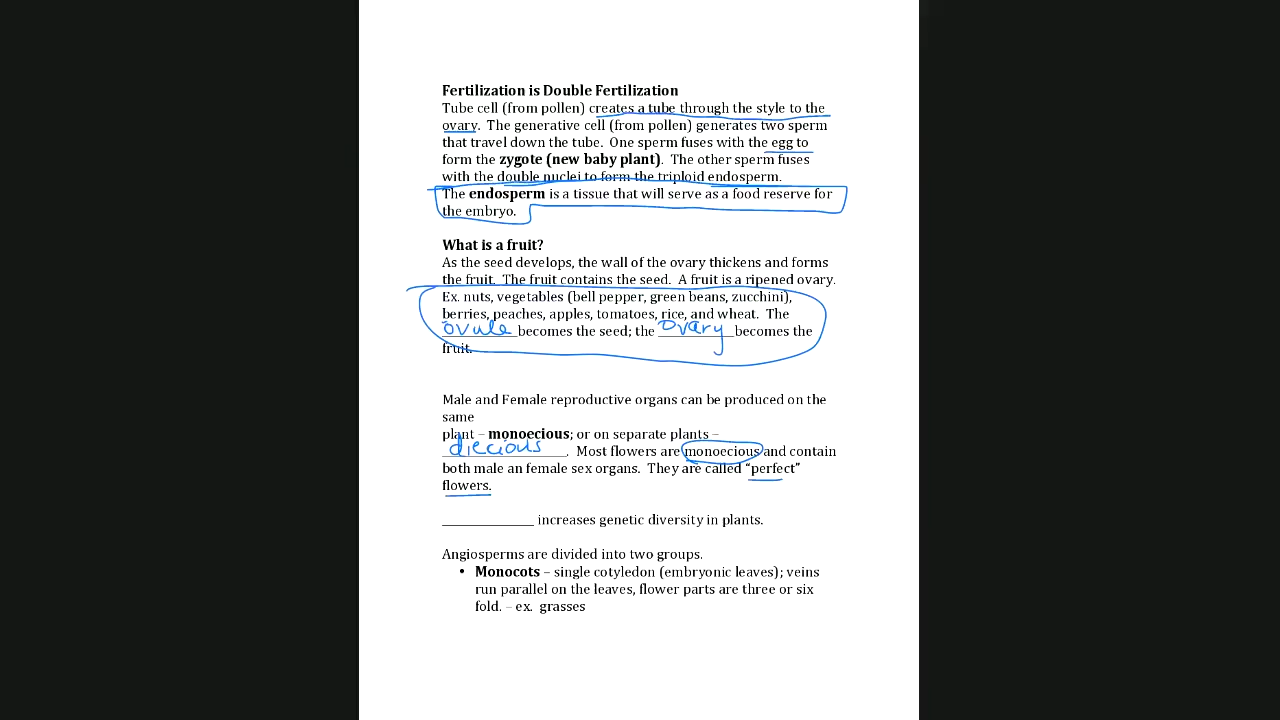 Fertilization is Double Fertilization
Tube cell (from pollen) creates a tube through the style to the
ovary. The generative cell (from pollen) generates two sperm
that travel down the tube. One sperm fuses with the egg to
form the zygote (new baby plant). The other sperm fuses
with the double nuclei to form the triploid endosperm.
The endosperm is a tissue that will serve as a food reserve for
the embryo.
What is a fruit?
As the seed develops, the wall of the ovary thickens and forms
the fruit. The fruit contains the seed. A fruit is a ripened ovary.
Ex. nuts, vegetables (bell pepper, green beans, zucchini),
berries, peaches, apples, tomatoes, rice, and wheat. The
ovule becomes the seed; the ovary becomes the
fruit.
Male and Female reproductive organs can be produced on the
same
plant – monoecious; or on separate plants –
diecious. Most flowers are monoecious and contain
both male an female sex organs. They are called “perfect”
flowers.
______________ increases genetic diversity in plants.
Angiosperms are divided into two groups.
• Monocots – single cotyledon (embryonic leaves); veins
run parallel on the leaves, flower parts are three or six
fold. – ex. grasses